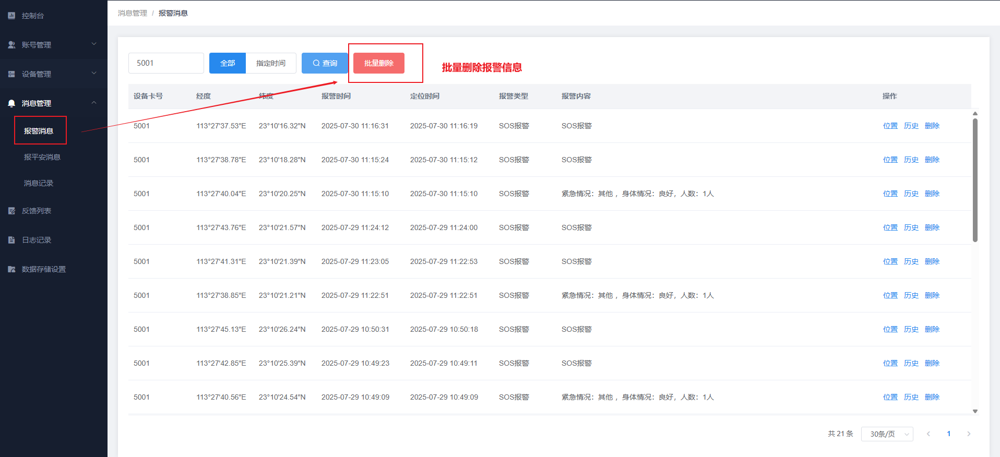 控制台
账号管理
设备管理
消息管理
报警消息
报平安消息
消息记录
反馈列表
日志记录
数据存储设置
消息管理 / 报警消息
5001 全部 指定时间 查询 批量删除 批量删除报警信息
设备卡号 经度 纬度 报警时间 定位时间 报警类型 报警内容 操作
5001 113°27'37.53"E 23°10'16.32"N 2025-07-30 11:16:31 2025-07-30 11:16:19 SOS报警 SOS报警 位置 历史 删除
5001 113°27'38.78"E 23°10'18.28"N 2025-07-30 11:15:24 2025-07-30 11:15:12 SOS报警 SOS报警 位置 历史 删除
5001 113°27'40.04"E 23°10'20.25"N 2025-07-30 11:15:10 2025-07-30 11:15:10 SOS报警 紧急情况：其他 ，身体情况：良好，人数：1人 位置 历史 删除
5001 113°27'43.76"E 23°10'21.57"N 2025-07-29 11:24:12 2025-07-29 11:24:00 SOS报警 SOS报警 位置 历史 删除
5001 113°27'41.31"E 23°10'21.39"N 2025-07-29 11:23:05 2025-07-29 11:22:53 SOS报警 SOS报警 位置 历史 删除
5001 113°27'38.85"E 23°10'21.21"N 2025-07-29 11:22:51 2025-07-29 11:22:51 SOS报警 紧急情况：其他 ，身体情况：良好，人数：1人 位置 历史 删除
5001 113°27'45.13"E 23°10'26.24"N 2025-07-29 10:50:31 2025-07-29 10:50:18 SOS报警 SOS报警 位置 历史 删除
5001 113°27'42.85"E 23°10'25.39"N 2025-07-29 10:49:23 2025-07-29 10:49:11 SOS报警 SOS报警 位置 历史 删除
5001 113°27'40.56"E 23°10'24.54"N 2025-07-29 10:49:09 2025-07-29 10:49:09 SOS报警 紧急情况：其他 ，身体情况：良好，人数：1人 位置 历史 删除
共 21 条 30条/页 1